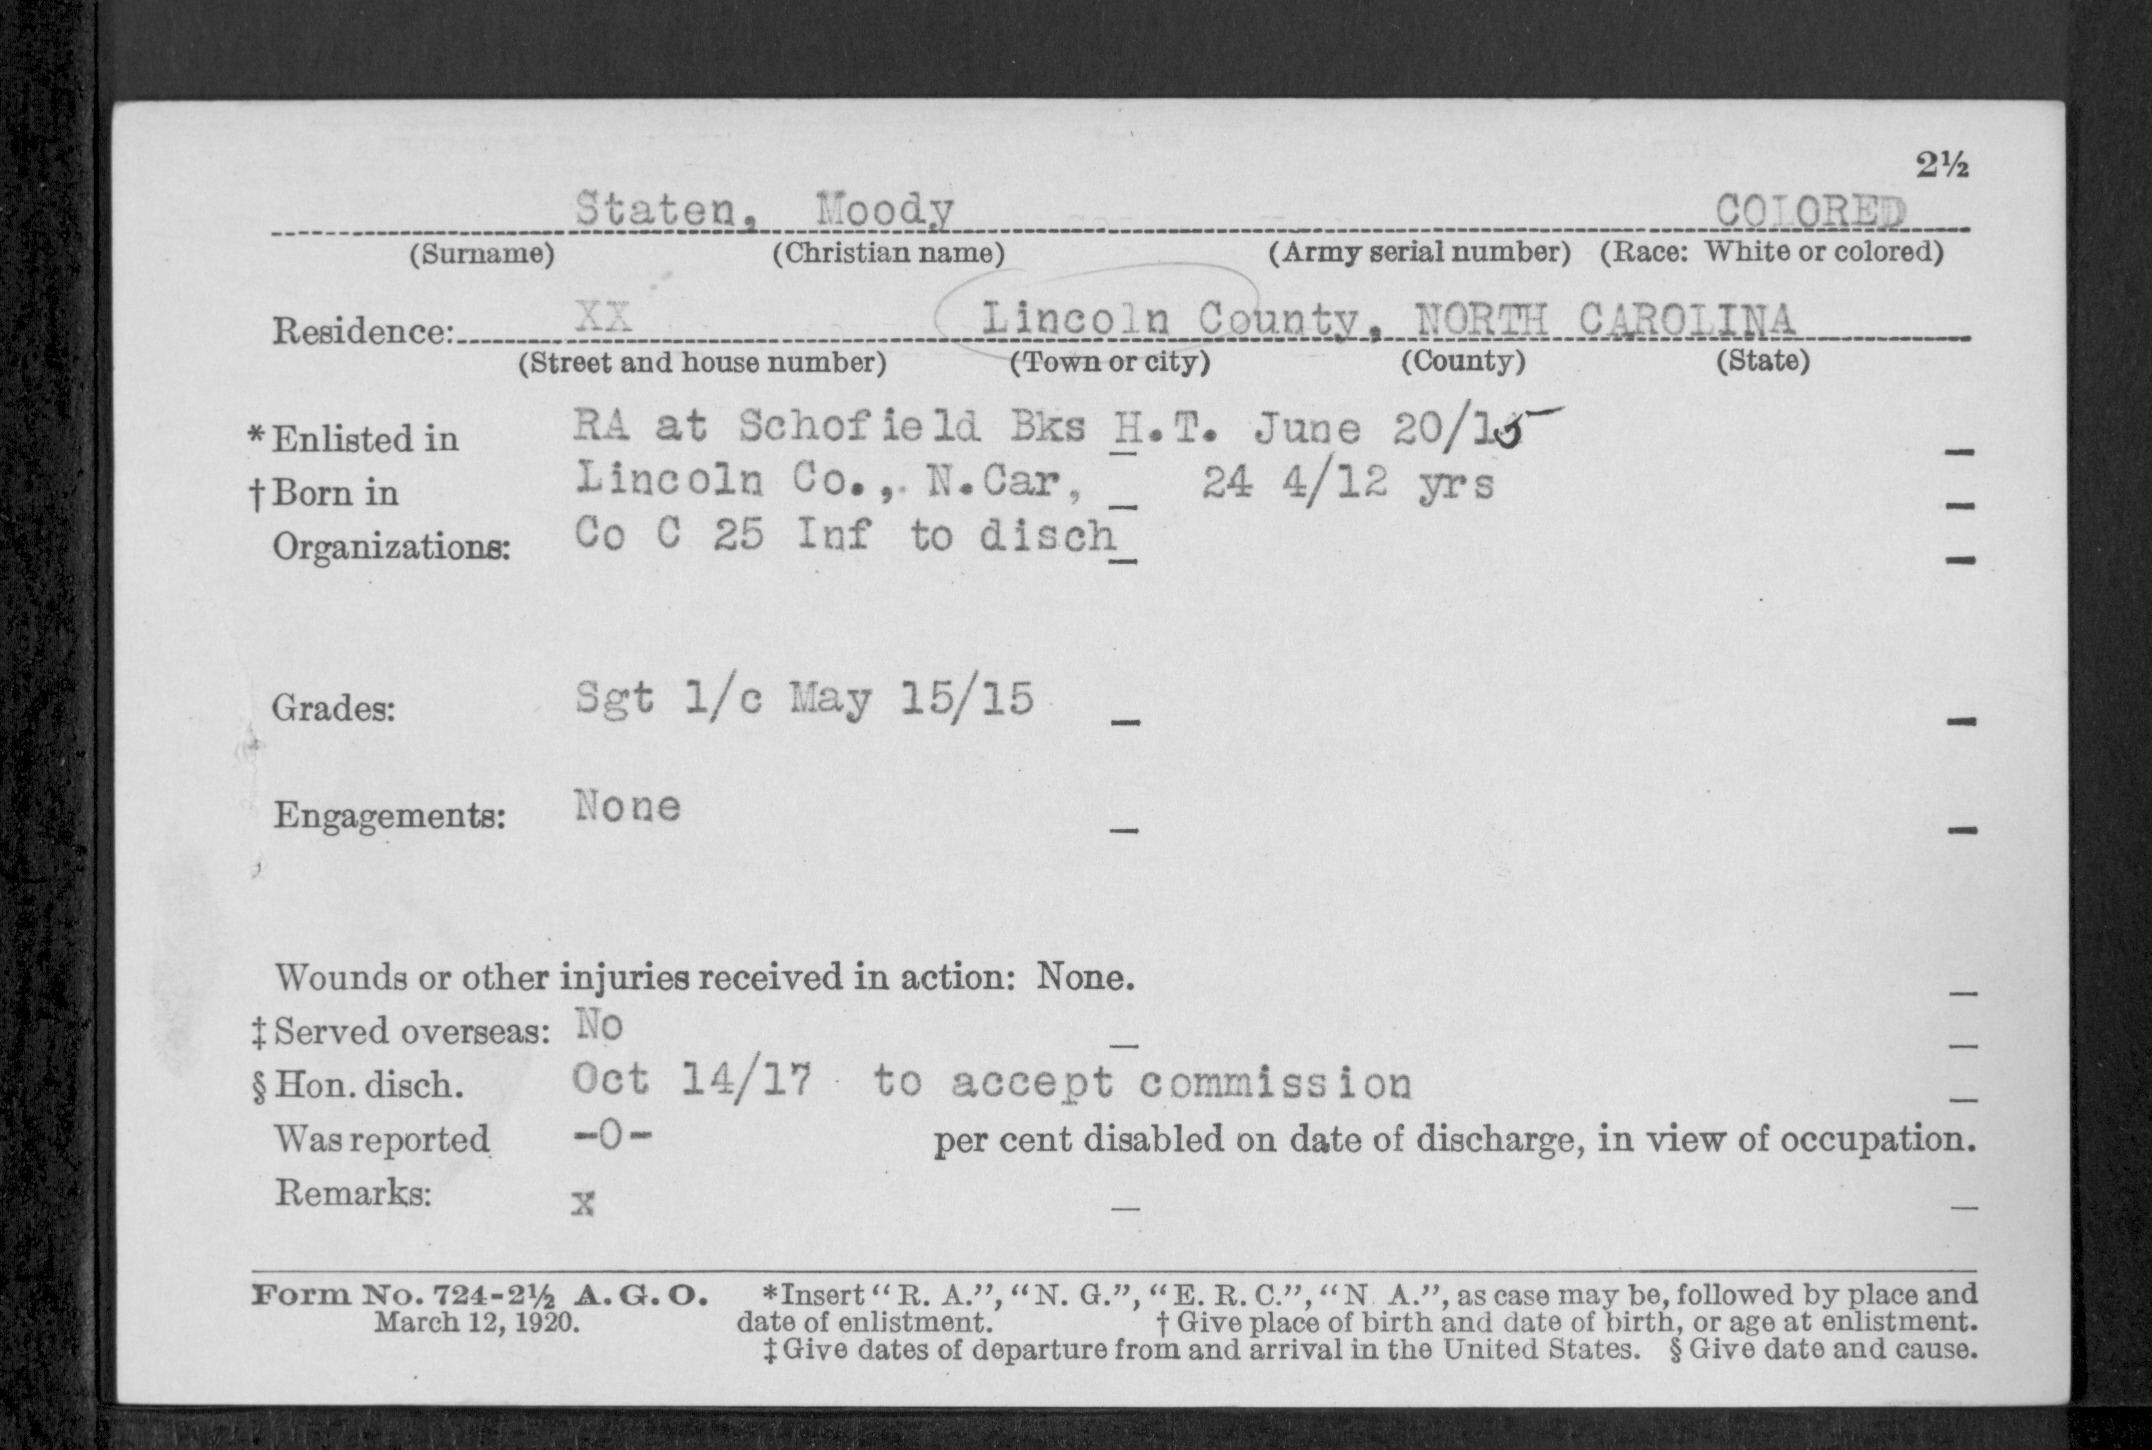 2½
Staten, Moody COLORED
(Surname) (Christian name) (Army serial number) (Race: White or colored)
Residence: XX Lincoln County, NORTH CAROLINA
(Street and house number) (Town or city) (County) (State)
*Enlisted in RA at Schofield Bks H.T. June 20/15
†Born in Lincoln Co., N.Car, 24 4/12 yrs
Organizations: Co C 25 Inf to disch
Grades: Sgt 1/c May 15/15
Engagements: None
Wounds or other injuries received in action: None.
‡Served overseas: No
§Hon. disch. Oct 14/17 to accept commission
Was reported -0- per cent disabled on date of discharge, in view of occupation.
Remarks: x
Form No. 724-2½ A.G.O. *Insert "R. A.", "N. G.", "E. R. C.", "N A.", as case may be, followed by place and
March 12, 1920. date of enlistment. †Give place of birth and date of birth, or age at enlistment.
‡Give dates of departure from and arrival in the United States. §Give date and cause.